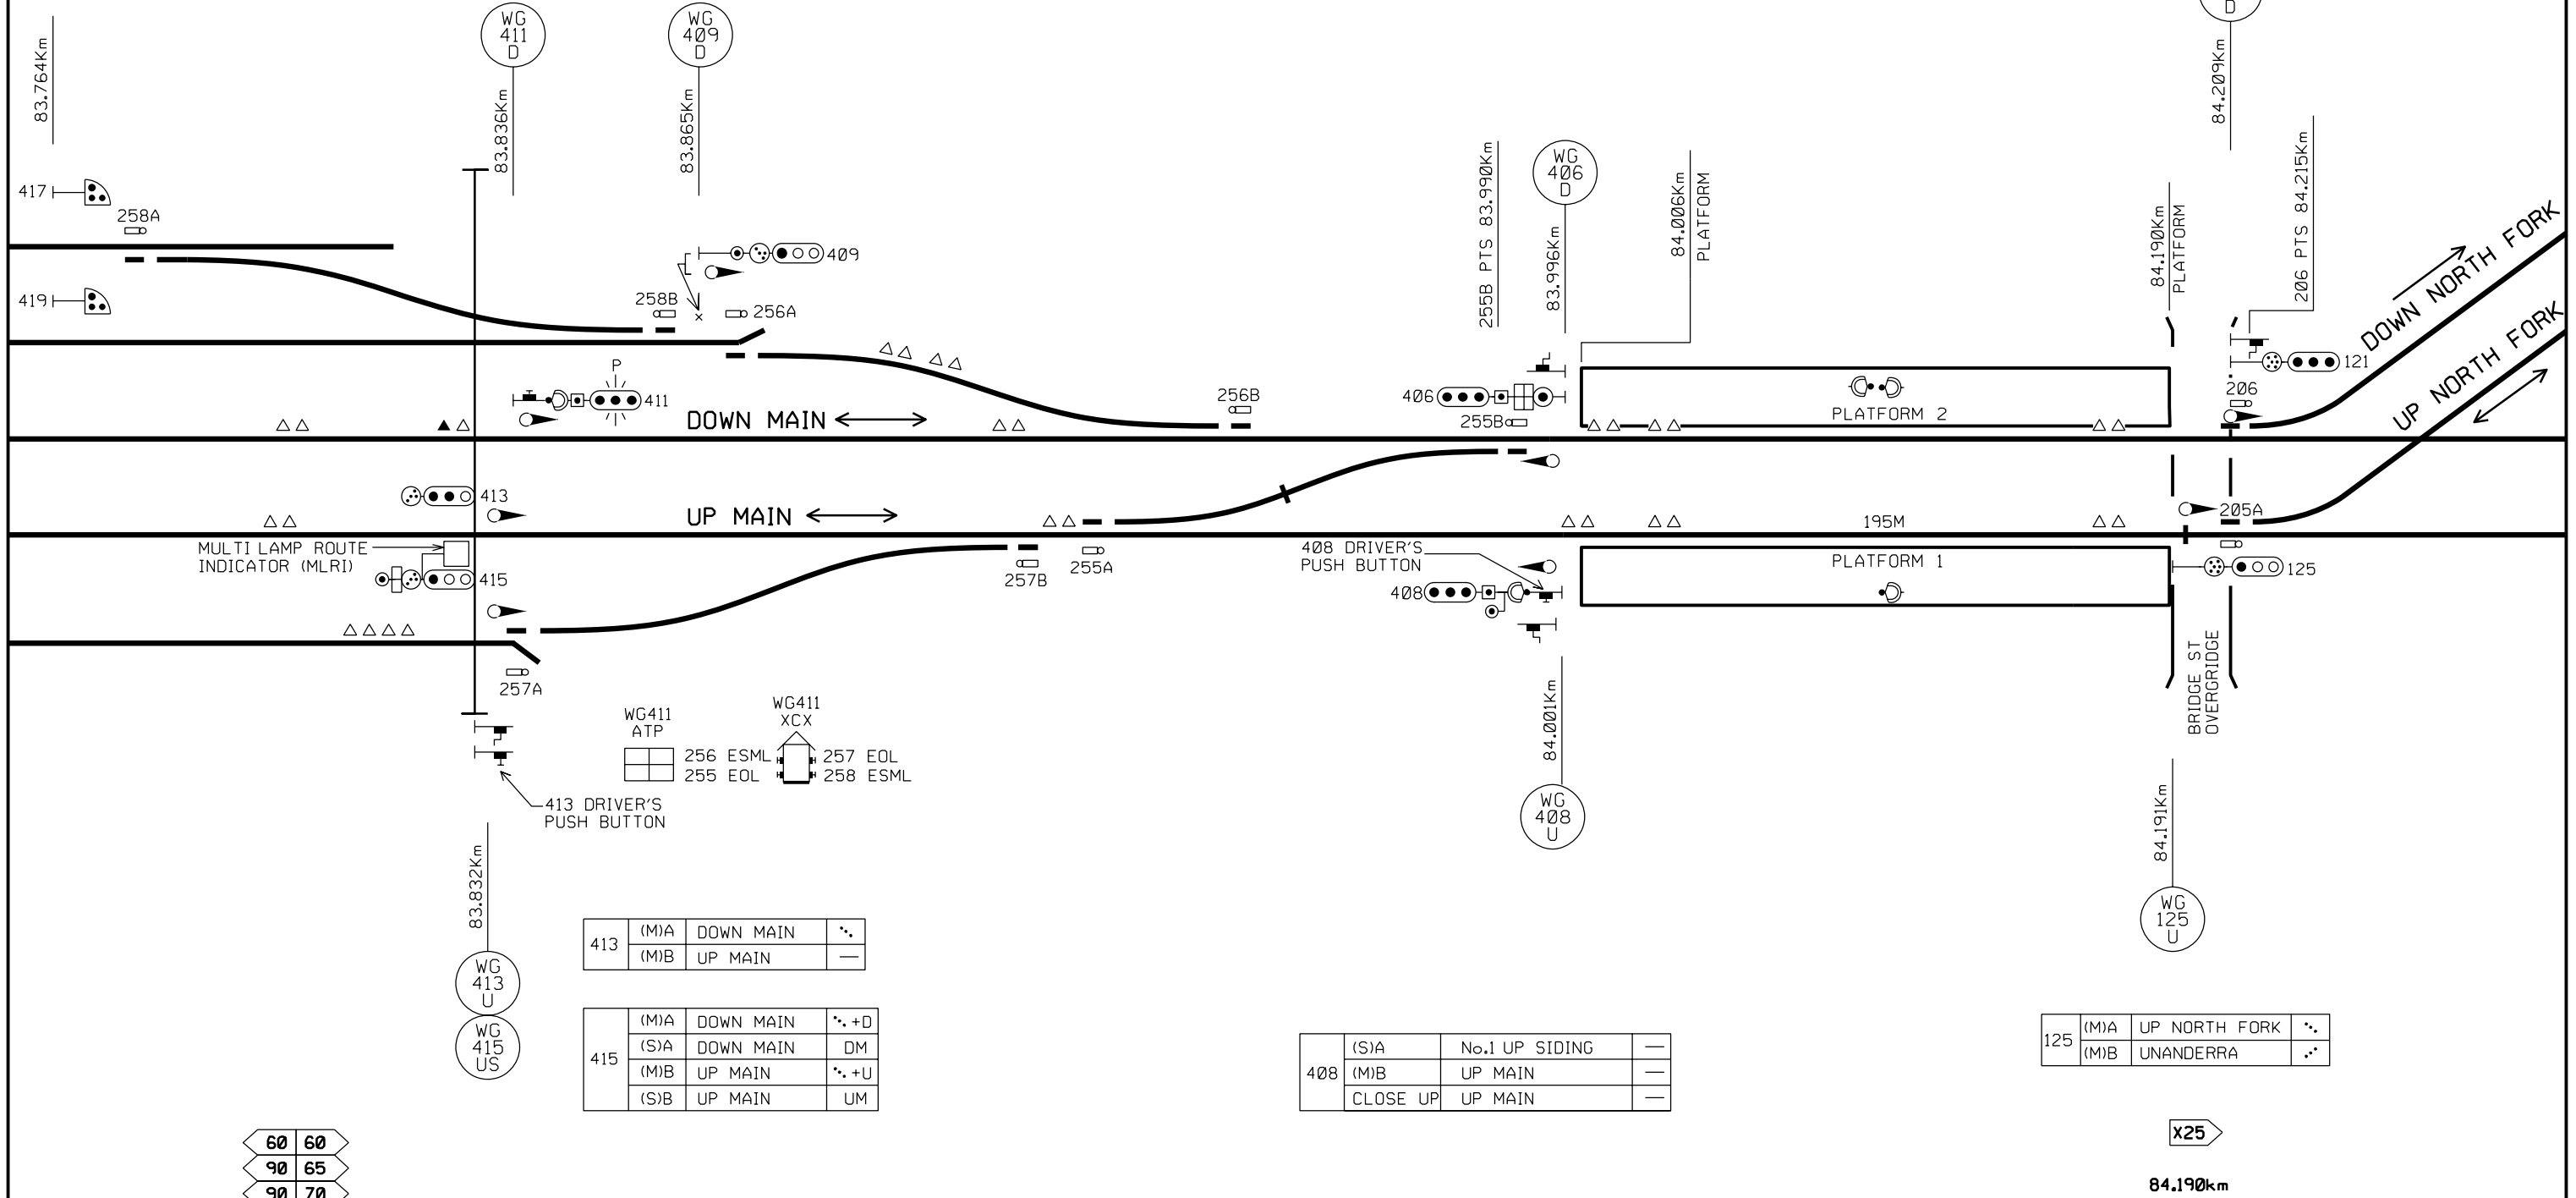 D
WG
411
D
WG
409
D
83.764Km
83.836Km
83.865Km
84.209Km
WG
406
D
255B PTS 83.990Km
83.996Km
84.006Km
PLATFORM
84.190Km
PLATFORM
206 PTS 84.215Km
417
258A
409
419
258B
256A
P
411
DOWN MAIN
256B
406
255B
PLATFORM 2
121
206
DOWN NORTH FORK
UP NORTH FORK
413
UP MAIN
195M
205A
MULTI LAMP ROUTE
INDICATOR (MLRI)
415
257B
255A
408 DRIVER'S
PUSH BUTTON
408
PLATFORM 1
125
257A
BRIDGE ST
OVERGRIDGE
WG411
ATP
256 ESML
255 EOL
WG411
XCX
257 EOL
258 ESML
413 DRIVER'S
PUSH BUTTON
84.001Km
WG
408
U
83.832Km
84.191Km
WG
125
U
WG
413
U
WG
415
US
413
(M)A DOWN MAIN
(M)B UP MAIN —
415
(M)A DOWN MAIN +D
(S)A DOWN MAIN DM
(M)B UP MAIN +U
(S)B UP MAIN UM
408
(S)A No.1 UP SIDING —
(M)B UP MAIN —
CLOSE UP UP MAIN —
125
(M)A UP NORTH FORK
(M)B UNANDERRA
60 60
90 65
90 70
X25
84.190km